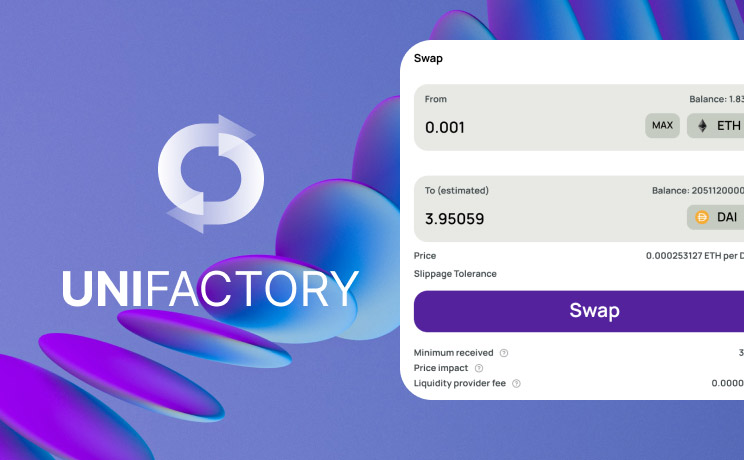 UNIFACTORY
Swap
From
Balance: 1.83
0.001
MAX
ETH
To (estimated)
Balance: 2051120000
3.95059
DAI
Price
0.000253127 ETH per D
Slippage Tolerance
Swap
Minimum received
3
Price impact
Liquidity provider fee
0.0000